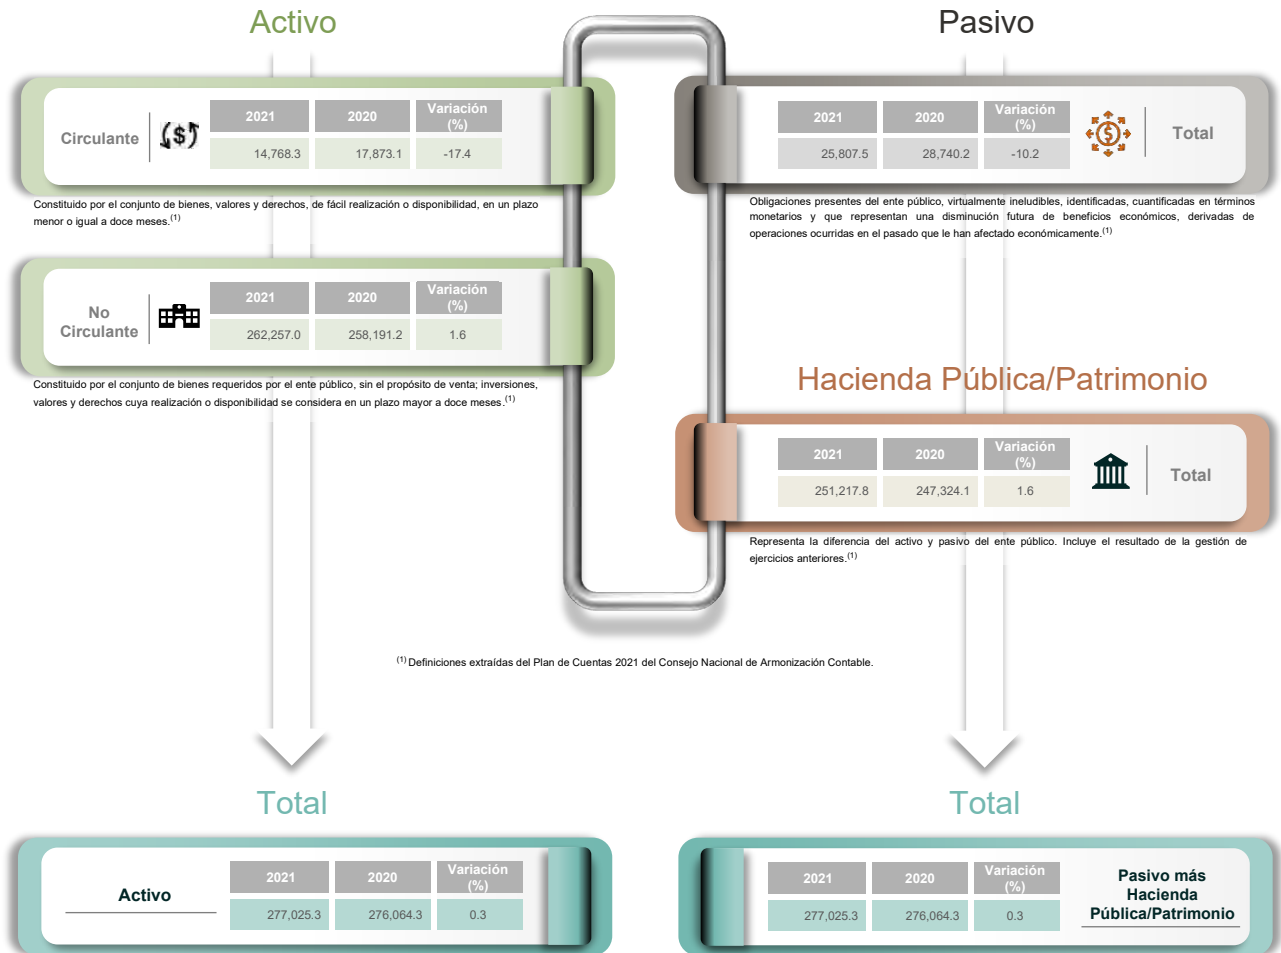 Activo
Circulante
2021 2020 Variación (%)
14,768.3 17,873.1 -17.4
Constituido por el conjunto de bienes, valores y derechos, de fácil realización o disponibilidad, en un plazo
menor o igual a doce meses.(1)
No
Circulante
2021 2020 Variación (%)
262,257.0 258,191.2 1.6
Constituido por el conjunto de bienes requeridos por el ente público, sin el propósito de venta; inversiones,
valores y derechos cuya realización o disponibilidad se considera en un plazo mayor a doce meses.(1)
Pasivo
2021 2020 Variación (%)
25,807.5 28,740.2 -10.2
Total
Obligaciones presentes del ente público, virtualmente ineludibles, identificadas, cuantificadas en términos
monetarios y que representan una disminución futura de beneficios económicos, derivadas de
operaciones ocurridas en el pasado que le han afectado económicamente.(1)
Hacienda Pública/Patrimonio
2021 2020 Variación (%)
251,217.8 247,324.1 1.6
Total
Representa la diferencia del activo y pasivo del ente público. Incluye el resultado de la gestión de
ejercicios anteriores.(1)
(1) Definiciones extraídas del Plan de Cuentas 2021 del Consejo Nacional de Armonización Contable.
Total
Activo
2021 2020 Variación (%)
277,025.3 276,064.3 0.3
Total
2021 2020 Variación (%)
277,025.3 276,064.3 0.3
Pasivo más
Hacienda
Pública/Patrimonio